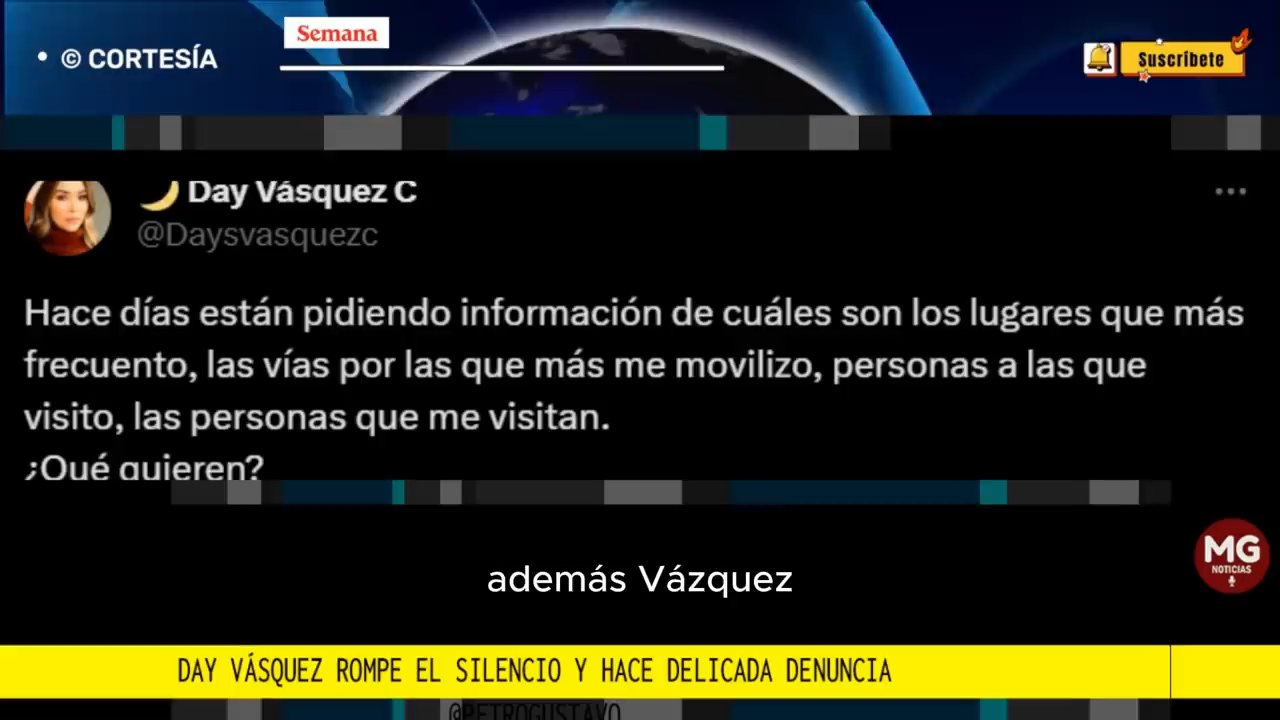 • © CORTESÍA
Semana
Suscríbete
Day Vásquez C
@Daysvasquezc
Hace días están pidiendo información de cuáles son los lugares que más
frecuento, las vías por las que más me movilizo, personas a las que
visito, las personas que me visitan.
¿Qué quieren?
además Vázquez
MG
NOTICIAS
DAY VÁSQUEZ ROMPE EL SILENCIO Y HACE DELICADA DENUNCIA
@PETROGUSTAVO